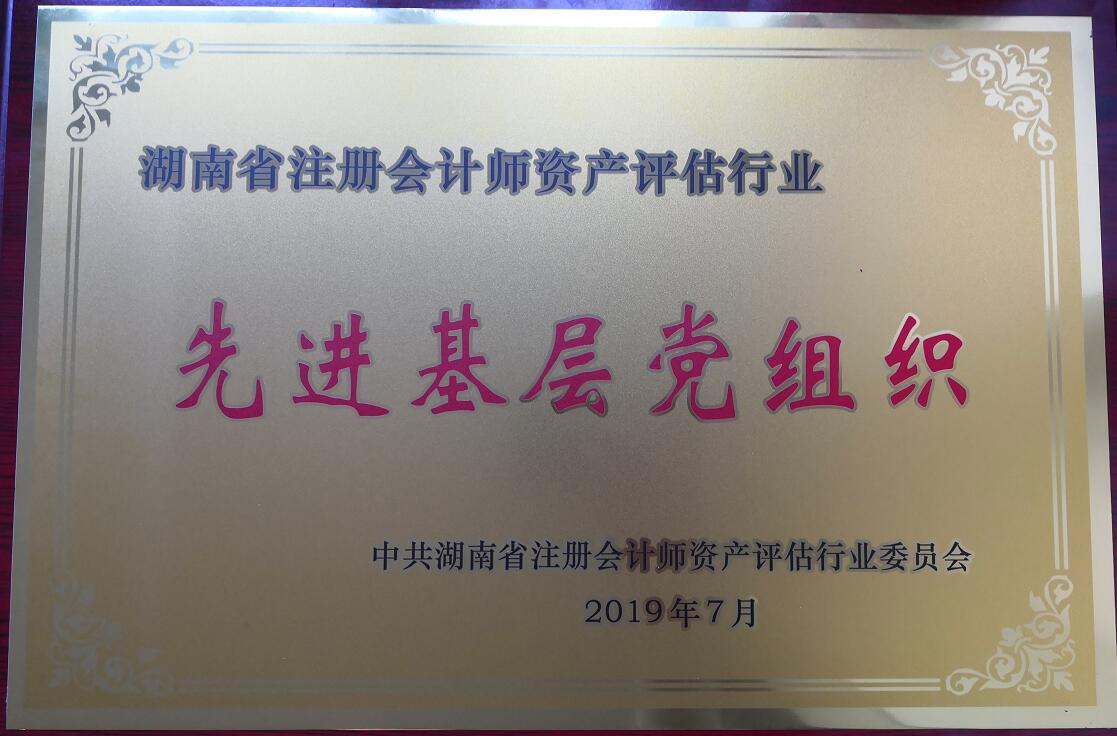 湖南省注册会计师资产评估行业
先进基层党组织
中共湖南省注册会计师资产评估行业委员会
2019年7月